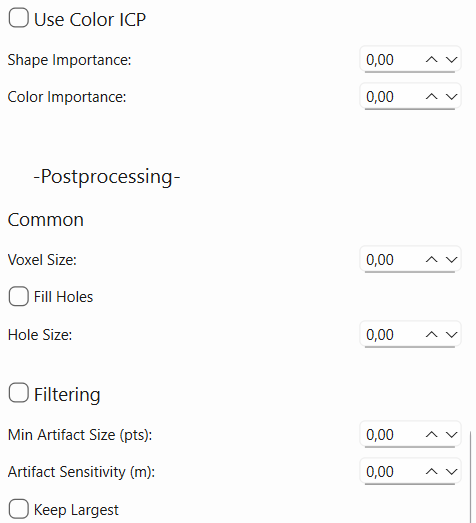 Use Color ICP
Shape Importance: 0,00
Color Importance: 0,00
-Postprocessing-
Common
Voxel Size: 0,00
Fill Holes
Hole Size: 0,00
Filtering
Min Artifact Size (pts): 0,00
Artifact Sensitivity (m): 0,00
Keep Largest